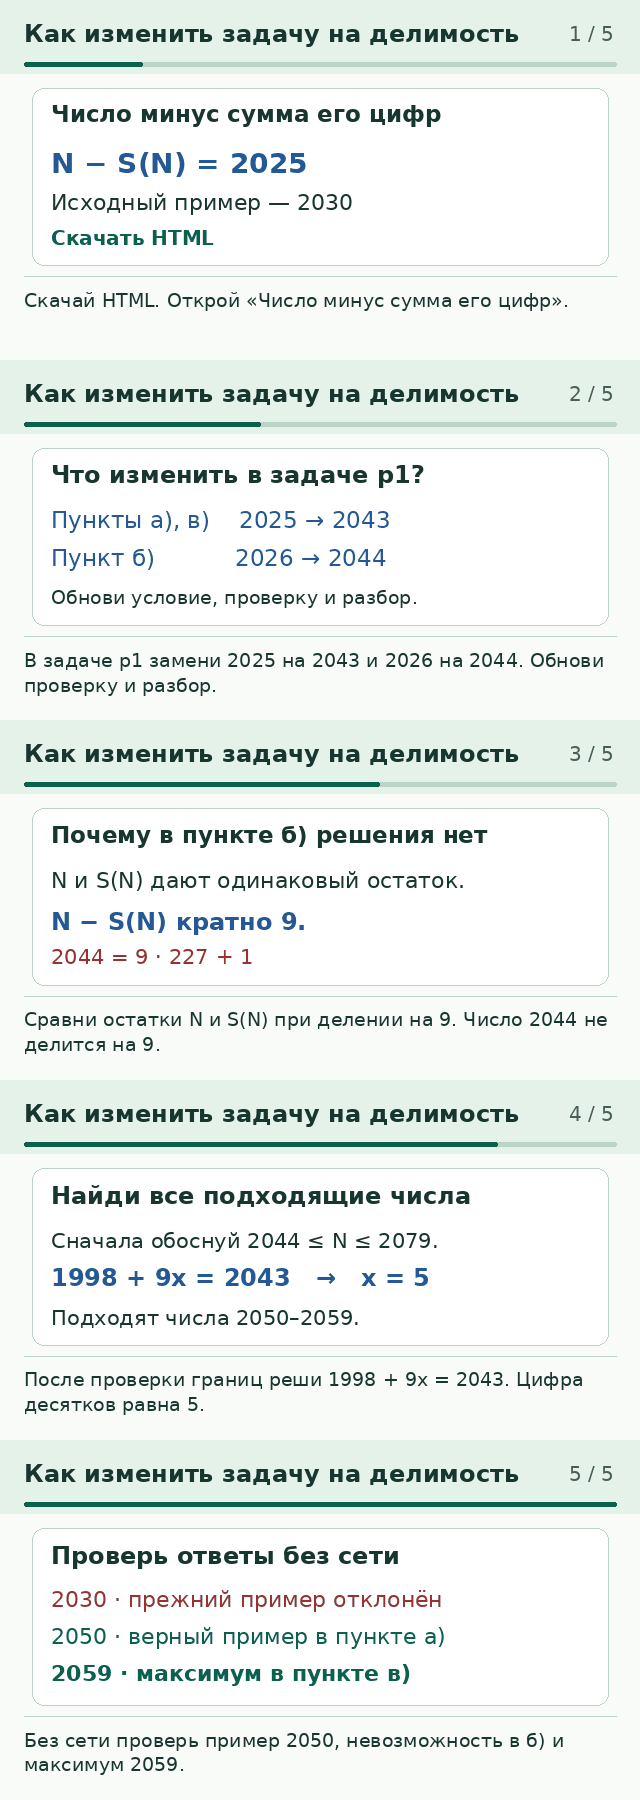 Как изменить задачу на делимость 1 / 5
Число минус сумма его цифр
N − S(N) = 2025
Исходный пример — 2030
Скачать HTML
Скачай HTML. Открой «Число минус сумма его цифр».
Как изменить задачу на делимость 2 / 5
Что изменить в задаче p1?
Пункты а), в) 2025 → 2043
Пункт б) 2026 → 2044
Обнови условие, проверку и разбор.
В задаче p1 замени 2025 на 2043 и 2026 на 2044. Обнови
проверку и разбор.
Как изменить задачу на делимость 3 / 5
Почему в пункте б) решения нет
N и S(N) дают одинаковый остаток.
N − S(N) кратно 9.
2044 = 9 · 227 + 1
Сравни остатки N и S(N) при делении на 9. Число 2044 не
делится на 9.
Как изменить задачу на делимость 4 / 5
Найди все подходящие числа
Сначала обоснуй 2044 ≤ N ≤ 2079.
1998 + 9x = 2043 → x = 5
Подходят числа 2050–2059.
После проверки границ реши 1998 + 9x = 2043. Цифра
десятков равна 5.
Как изменить задачу на делимость 5 / 5
Проверь ответы без сети
2030 · прежний пример отклонён
2050 · верный пример в пункте а)
2059 · максимум в пункте в)
Без сети проверь пример 2050, невозможность в б) и
максимум 2059.